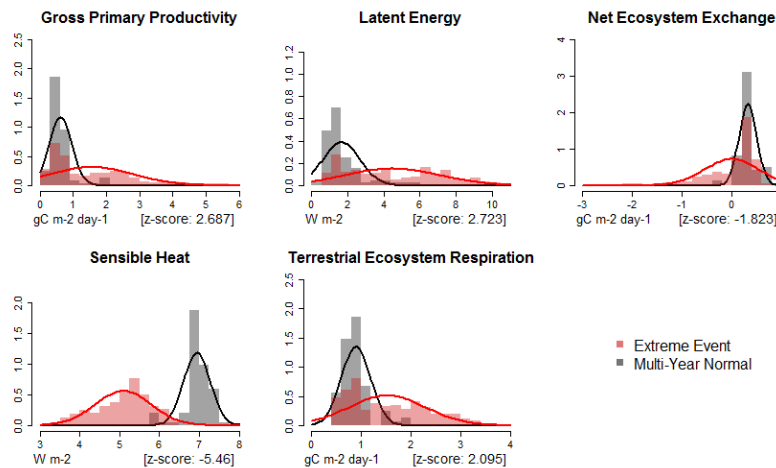 Gross Primary Productivity
0.0 0.5 1.0 1.5 2.0 2.5
0 1 2 3 4 5 6
gC m-2 day-1 [z-score: 2.687]
Latent Energy
0.0 0.2 0.4 0.6 0.8 1.0 1.2
0 2 4 6 8 10
W m-2 [z-score: 2.723]
Net Ecosystem Exchange
0 1 2 3 4
-3 -2 -1 0
gC m-2 day-1 [z-score: -1.823]
Sensible Heat
0.0 0.5 1.0 1.5 2.0
3 4 5 6 7 8
W m-2 [z-score: -5.46]
Terrestrial Ecosystem Respiration
0.0 0.5 1.0 1.5 2.0 2.5
0 1 2 3 4
gC m-2 day-1 [z-score: 2.095]
Extreme Event
Multi-Year Normal